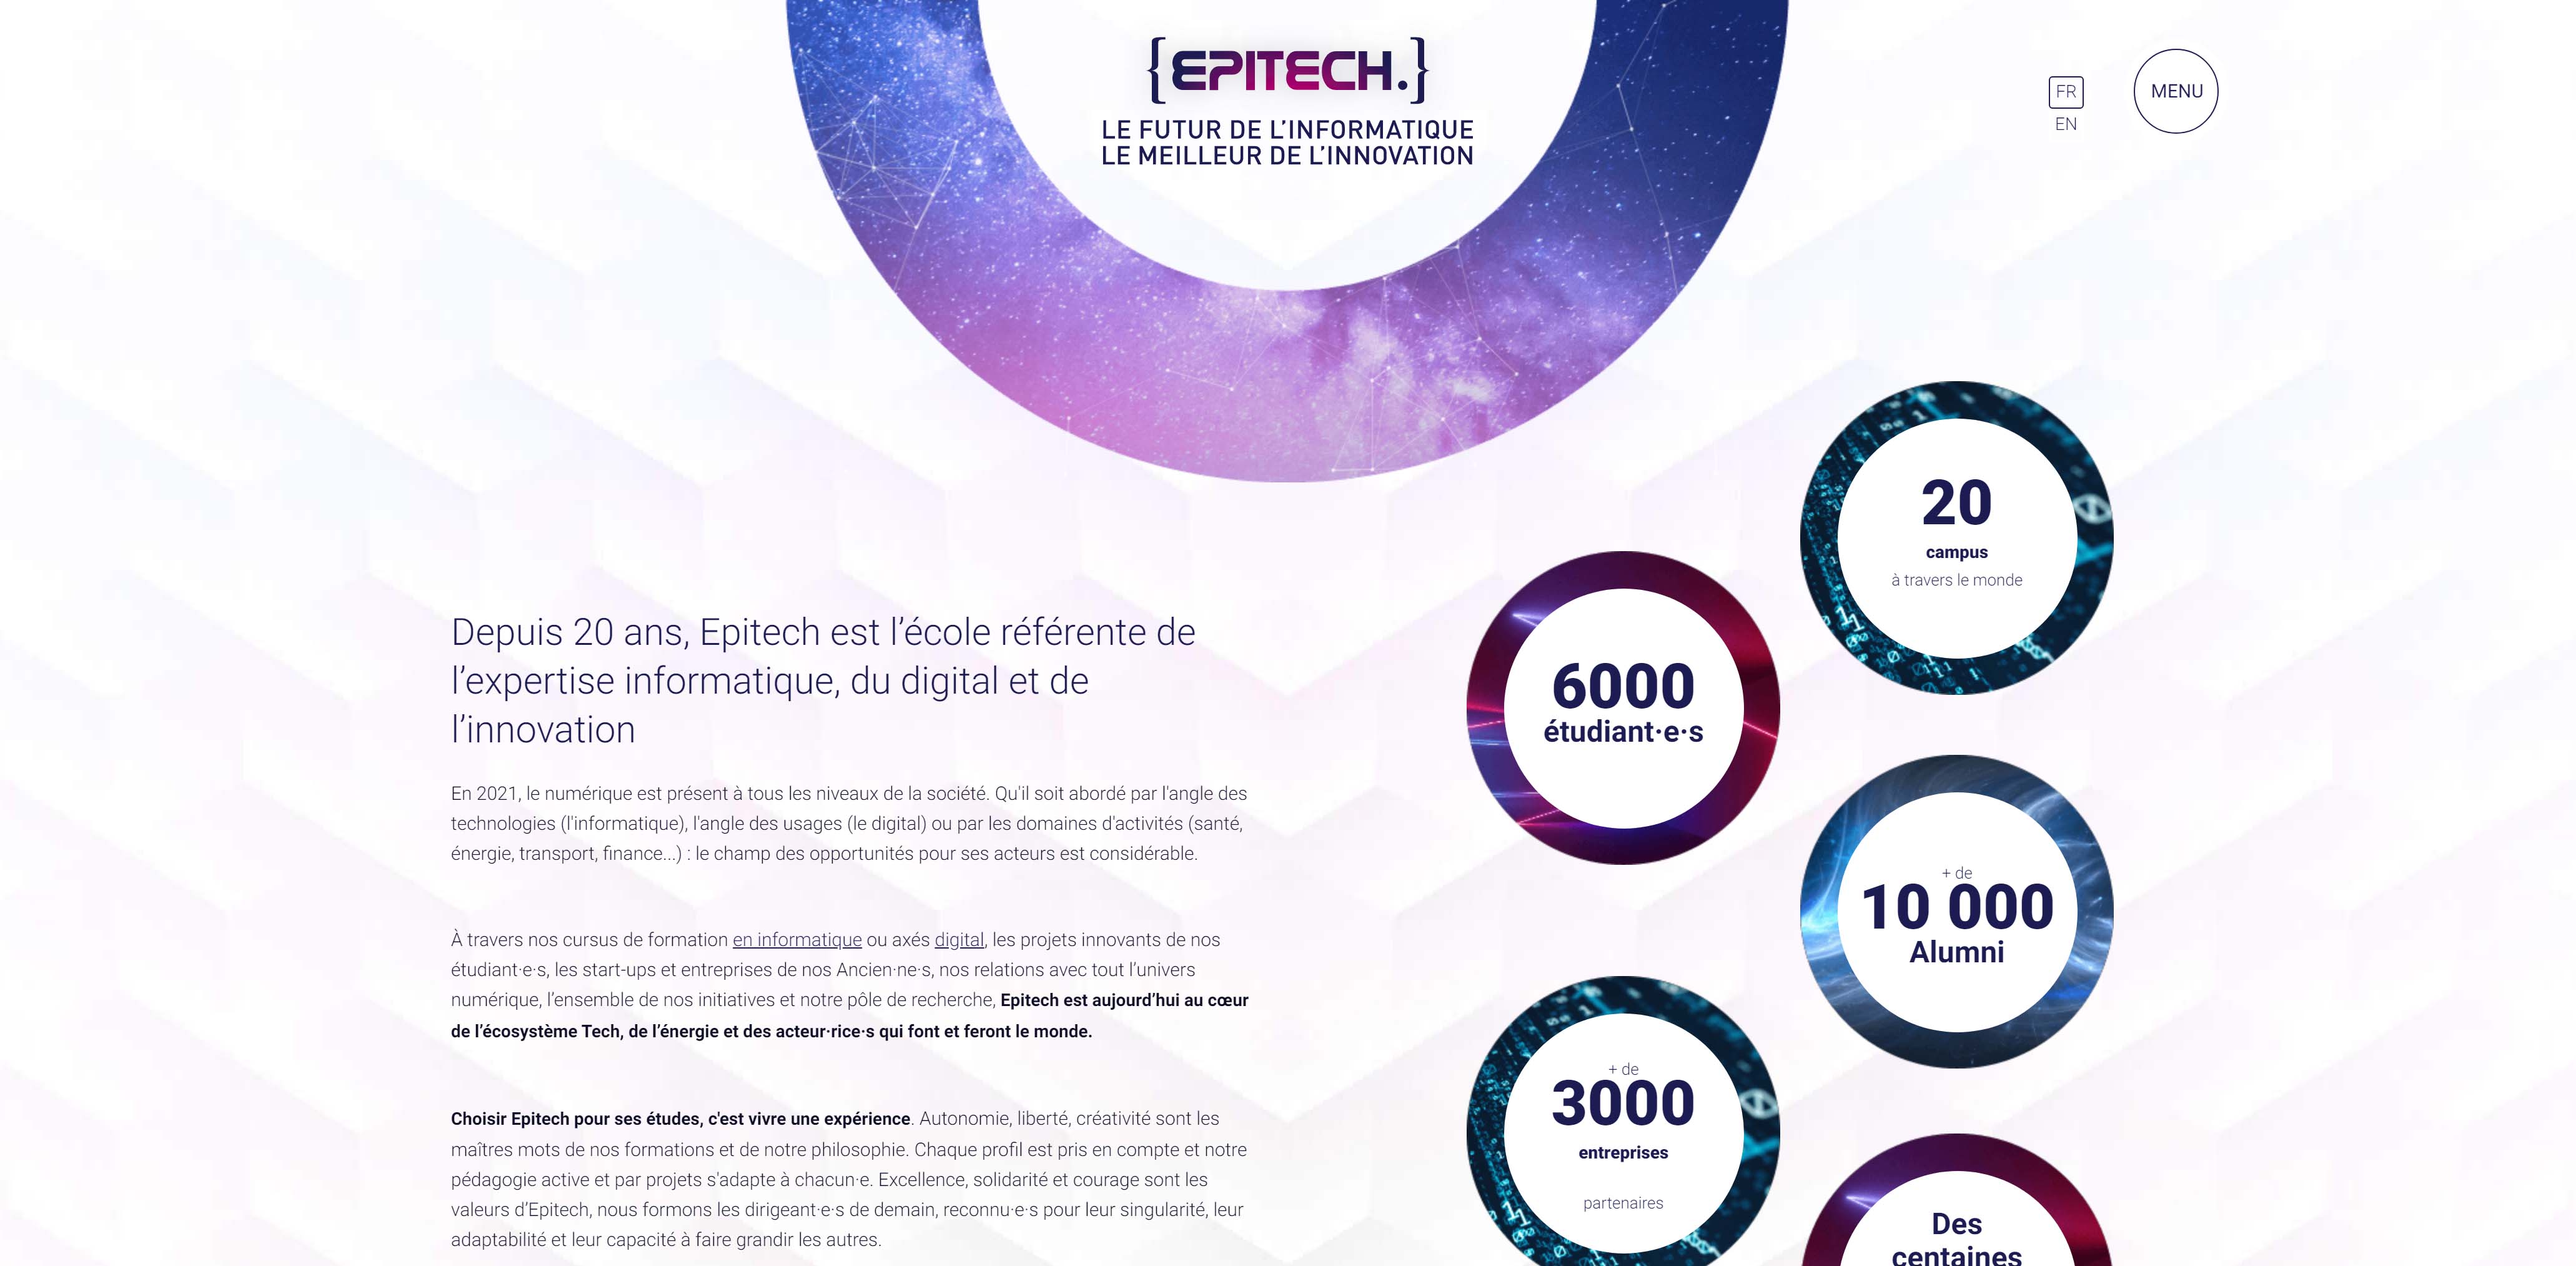 {EPITECH.}
LE FUTUR DE L’INFORMATIQUE
LE MEILLEUR DE L’INNOVATION
FR
EN
MENU
Depuis 20 ans, Epitech est l’école référente de
l’expertise informatique, du digital et de
l’innovation
En 2021, le numérique est présent à tous les niveaux de la société. Qu'il soit abordé par l'angle des
technologies (l'informatique), l'angle des usages (le digital) ou par les domaines d'activités (santé,
énergie, transport, finance...) : le champ des opportunités pour ses acteurs est considérable.
À travers nos cursus de formation en informatique ou axés digital, les projets innovants de nos
étudiant·e·s, les start-ups et entreprises de nos Ancien·ne·s, nos relations avec tout l’univers
numérique, l’ensemble de nos initiatives et notre pôle de recherche, Epitech est aujourd’hui au cœur
de l’écosystème Tech, de l’énergie et des acteur·rice·s qui font et feront le monde.
Choisir Epitech pour ses études, c'est vivre une expérience. Autonomie, liberté, créativité sont les
maîtres mots de nos formations et de notre philosophie. Chaque profil est pris en compte et notre
pédagogie active et par projets s'adapte à chacun·e. Excellence, solidarité et courage sont les
valeurs d’Epitech, nous formons les dirigeant·e·s de demain, reconnu·e·s pour leur singularité, leur
adaptabilité et leur capacité à faire grandir les autres.
20
campus
à travers le monde
6000
étudiant·e·s
+ de
10 000
Alumni
+ de
3000
entreprises
partenaires
Des
centaines